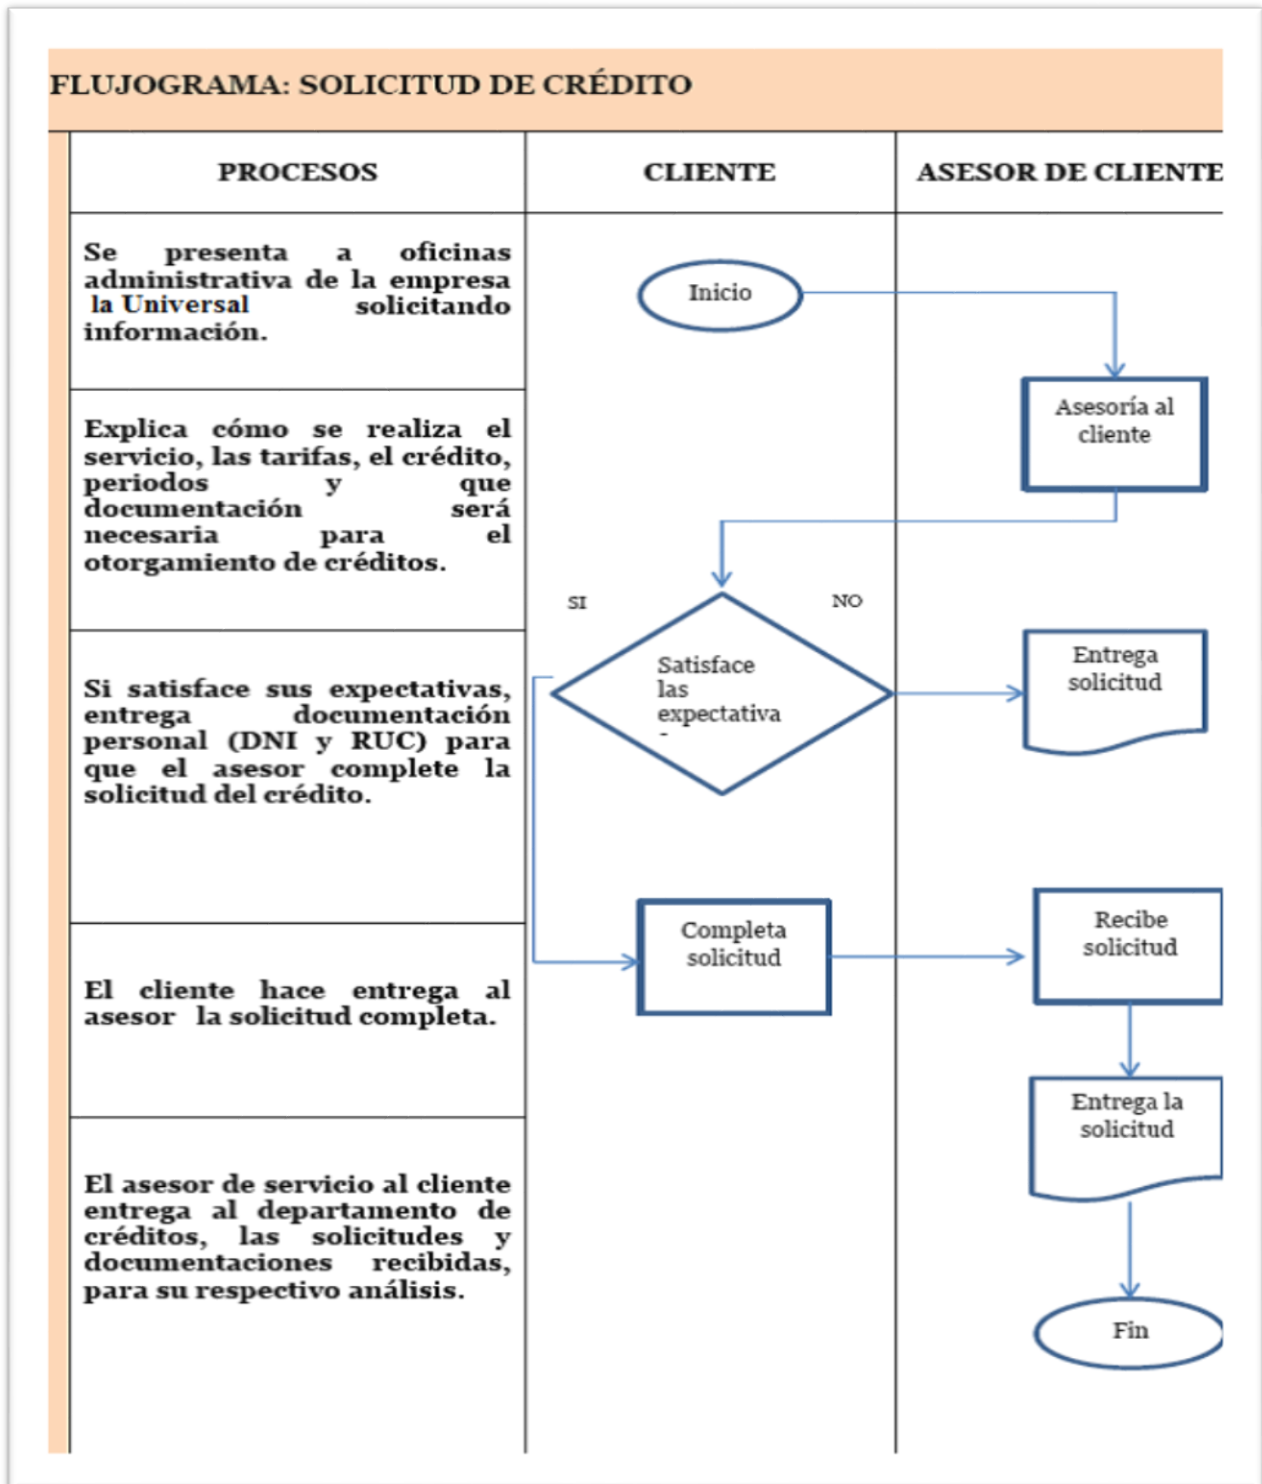 FLUJOGRAMA: SOLICITUD DE CRÉDITO
PROCESOS
CLIENTE
ASESOR DE CLIENTE
Se presenta a oficinas
administrativa de la empresa
la Universal solicitando
información.
Inicio
Asesoría al
cliente
Explica cómo se realiza el
servicio, las tarifas, el crédito,
periodos y que
documentación será
necesaria para el
otorgamiento de créditos.
SI
NO
Satisface
las
expectativa
Entrega
solicitud
Si satisface sus expectativas,
entrega documentación
personal (DNI y RUC) para
que el asesor complete la
solicitud del crédito.
Completa
solicitud
Recibe
solicitud
El cliente hace entrega al
asesor la solicitud completa.
Entrega la
solicitud
El asesor de servicio al cliente
entrega al departamento de
créditos, las solicitudes y
documentaciones recibidas,
para su respectivo análisis.
Fin